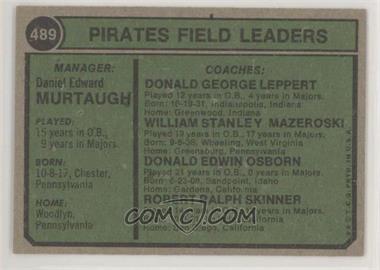 489
PIRATES FIELD LEADERS
MANAGER:
Daniel Edward
MURTAUGH
PLAYED:
15 years in O.B.,
9 years in Majors.
BORN:
10-8-17, Chester,
Pennsylvania
HOME:
Woodlyn,
Pennsylvania
COACHES:
DONALD GEORGE LEPPERT
Played 12 years in O.B., 4 years in Majors.
Born: 10-19-31, Indianapolis, Indiana
Home: Greenwood, Indiana
WILLIAM STANLEY MAZEROSKI
Played 19 years in O.B., 17 years in Majors.
Born: 9-5-36, Wheeling, West Virginia
Home: Greensburg, Pennsylvania
DONALD EDWIN OSBORN
Played 21 years in O.B., 0 years in Majors.
Born: 6-23-08, Sandpoint, Idaho
Home: Gardena, California
ROBERT RALPH SKINNER
California
Home: San Diego, California
COMC